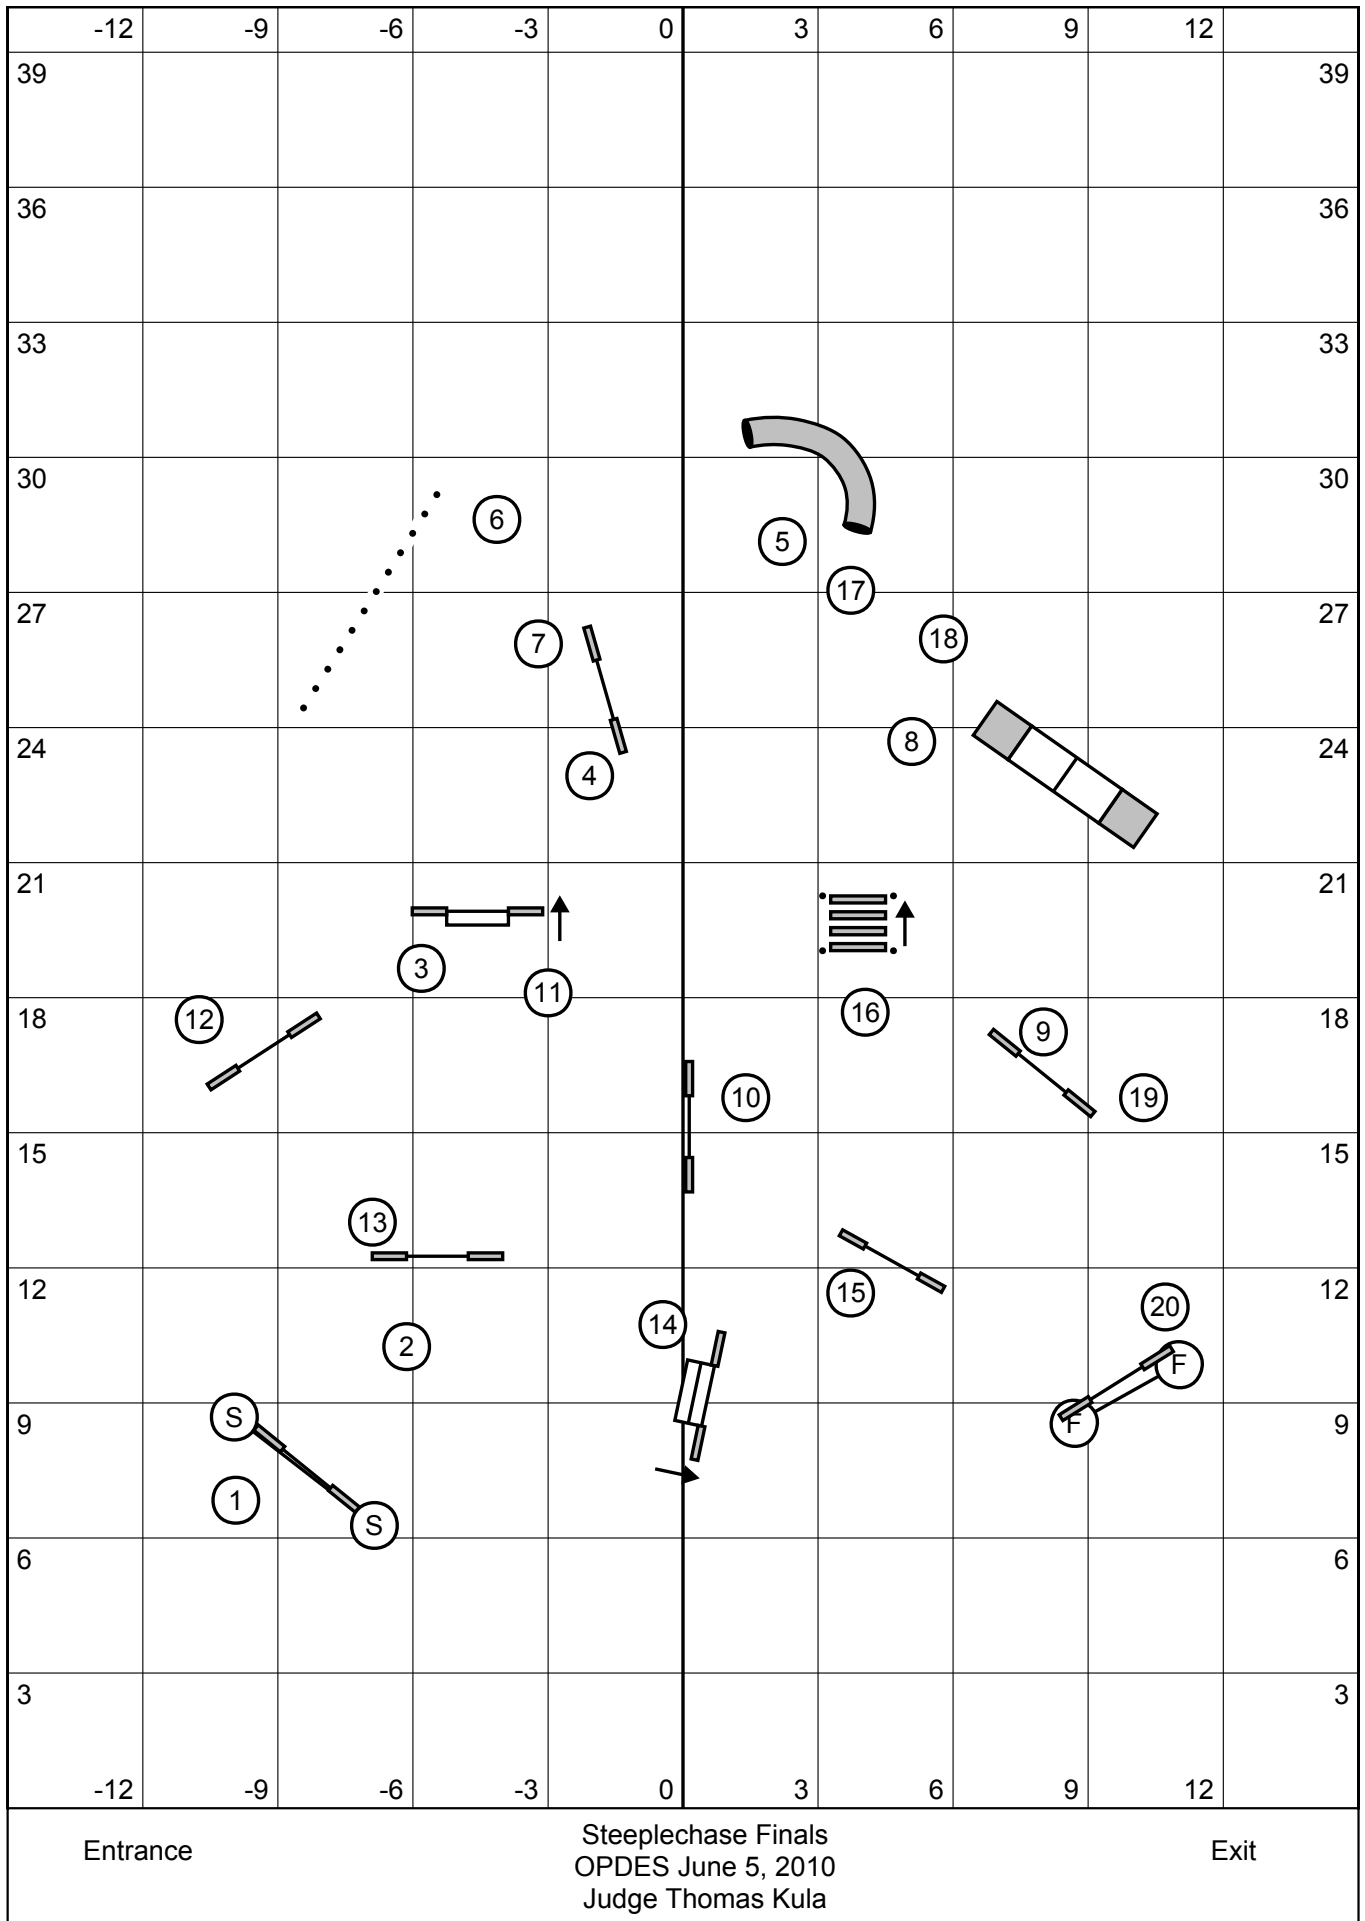 -12 -9 -6 -3 0 3 6 9 12
39 39
36 36
33 33
30 30
6
5
17
27 27
7 18
8
24 24
4
21 21
3
11
18 12 16 9 18
10 19
15 15
13
12 15 12
14 20
2
F
S 9 F 9
1
S
6 6
3 3
-12 -9 -6 -3 0 3 6 9 12
Entrance
Steeplechase Finals
OPDES June 5, 2010
Judge Thomas Kula
Exit